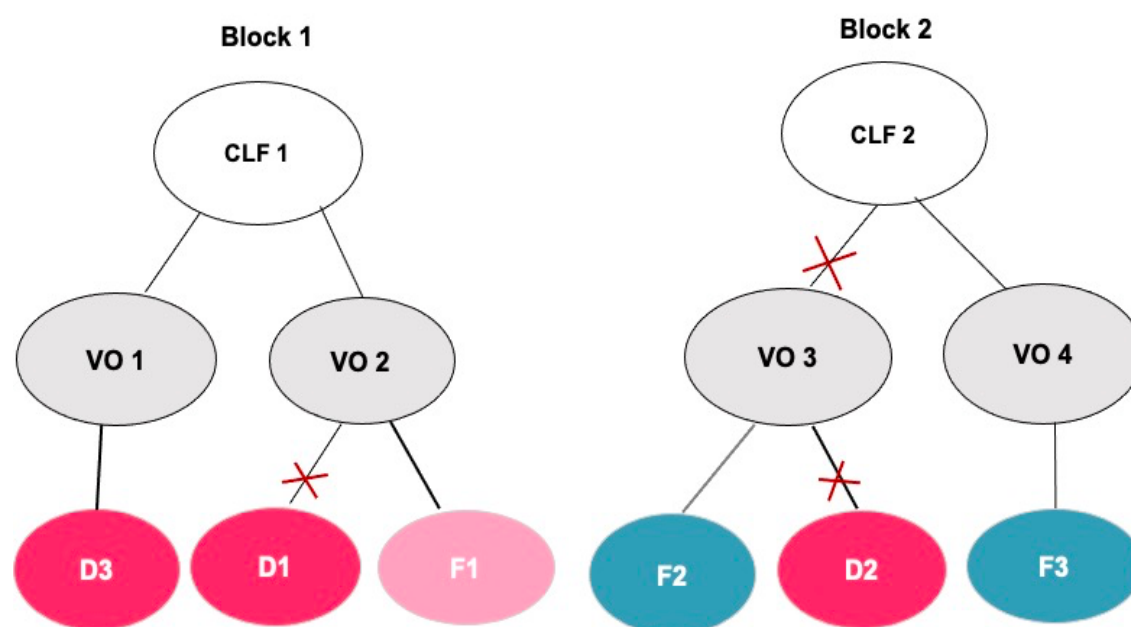 Block 1
Block 2
CLF 1
CLF 2
VO 1
VO 2
VO 3
VO 4
D3
D1
F1
F2
D2
F3